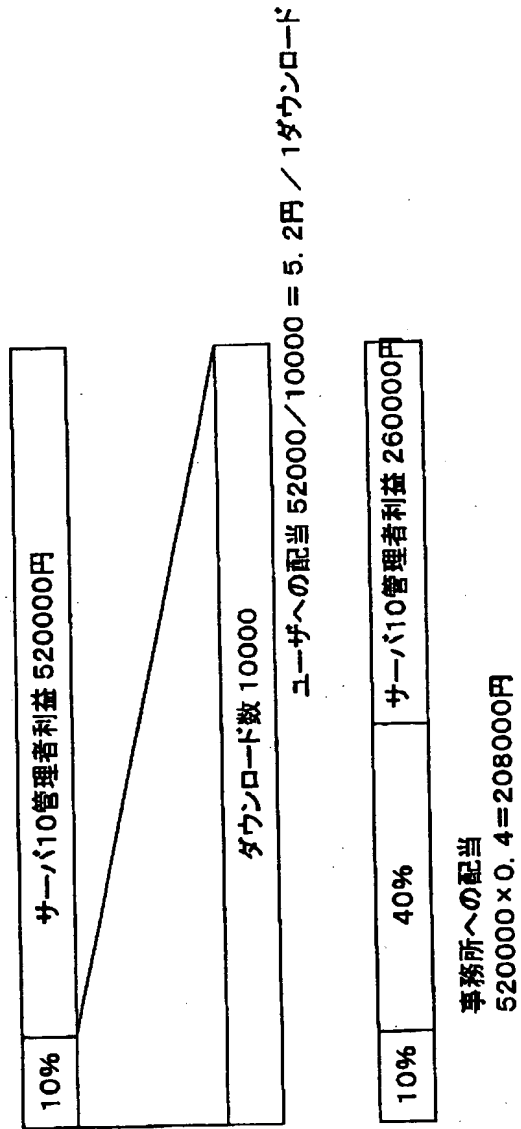 10%
サーバ10管理者利益 520000円
ダウンロード数 10000
ユーザへの配当 52000/10000 = 5. 2円 / 1ダウンロード
10%
40%
サーバ10管理者利益 260000円
事務所への配当
520000×0. 4=208000円